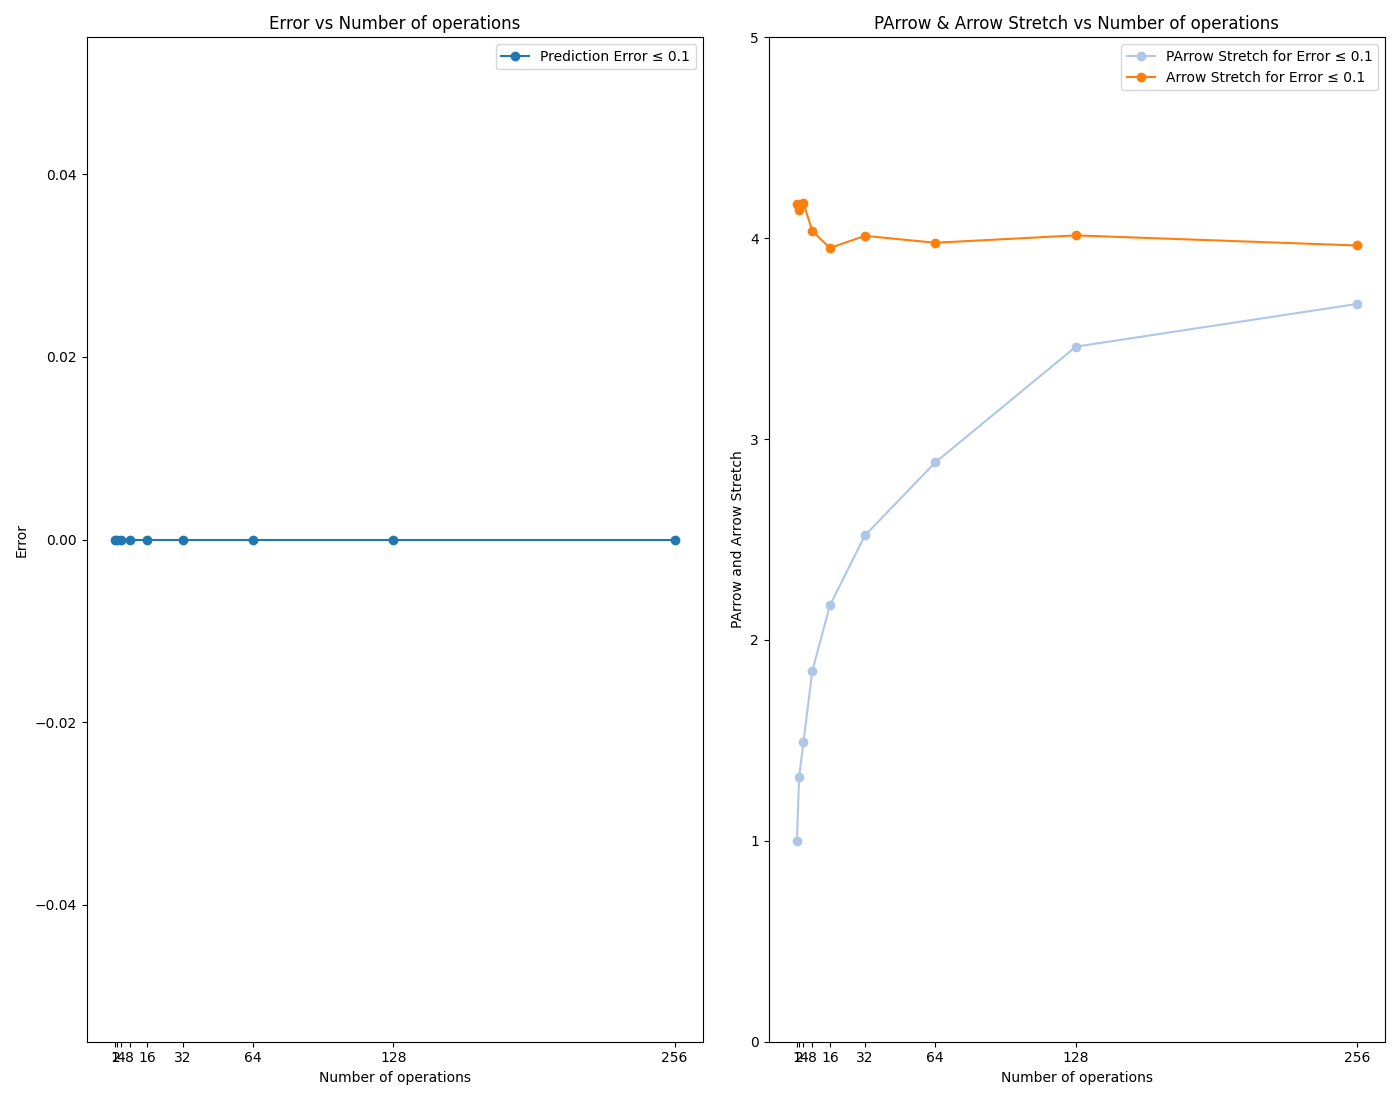 Error vs Number of operations
Prediction Error ≤ 0.1
0.04
0.02
0.00
−0.02
−0.04
Error
1 2 4 8 16 32 64 128 256
Number of operations
PArrow & Arrow Stretch vs Number of operations
PArrow Stretch for Error ≤ 0.1
Arrow Stretch for Error ≤ 0.1
5
4
3
2
1
0
PArrow and Arrow Stretch
1 2 4 8 16 32 64 128 256
Number of operations